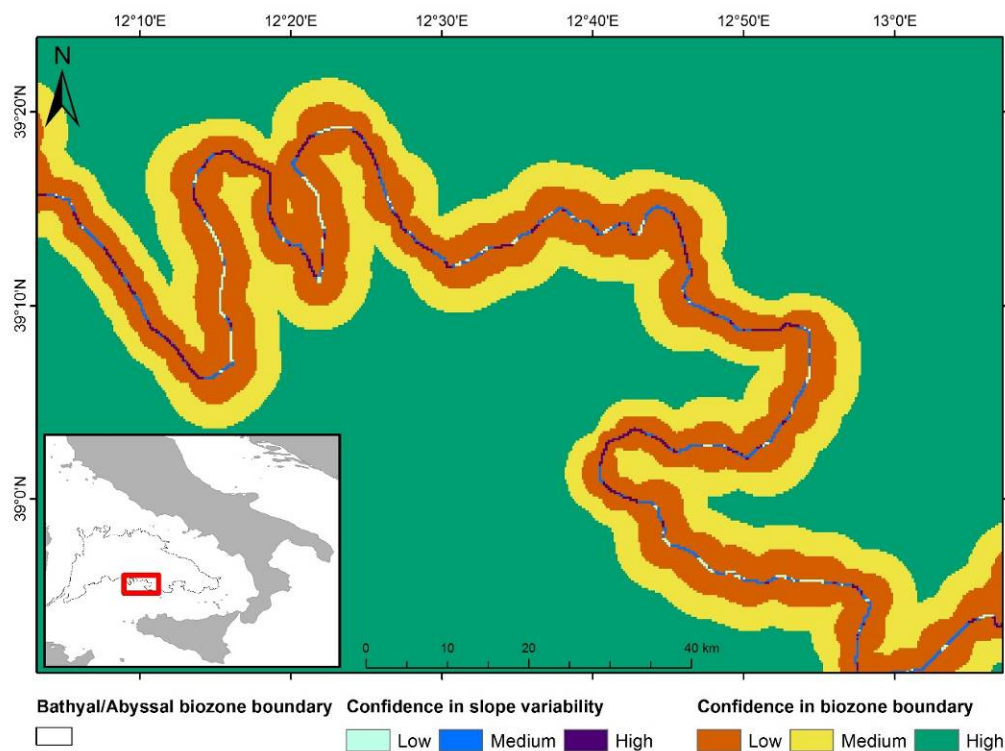 12°10'E 12°20'E 12°30'E 12°40'E 12°50'E 13°0'E
N
39°20'N
39°10'N
39°0'N
0 10 20 40 km
Bathyal/Abyssal biozone boundary
Confidence in slope variability
Low Medium High
Confidence in biozone boundary
Low Medium High